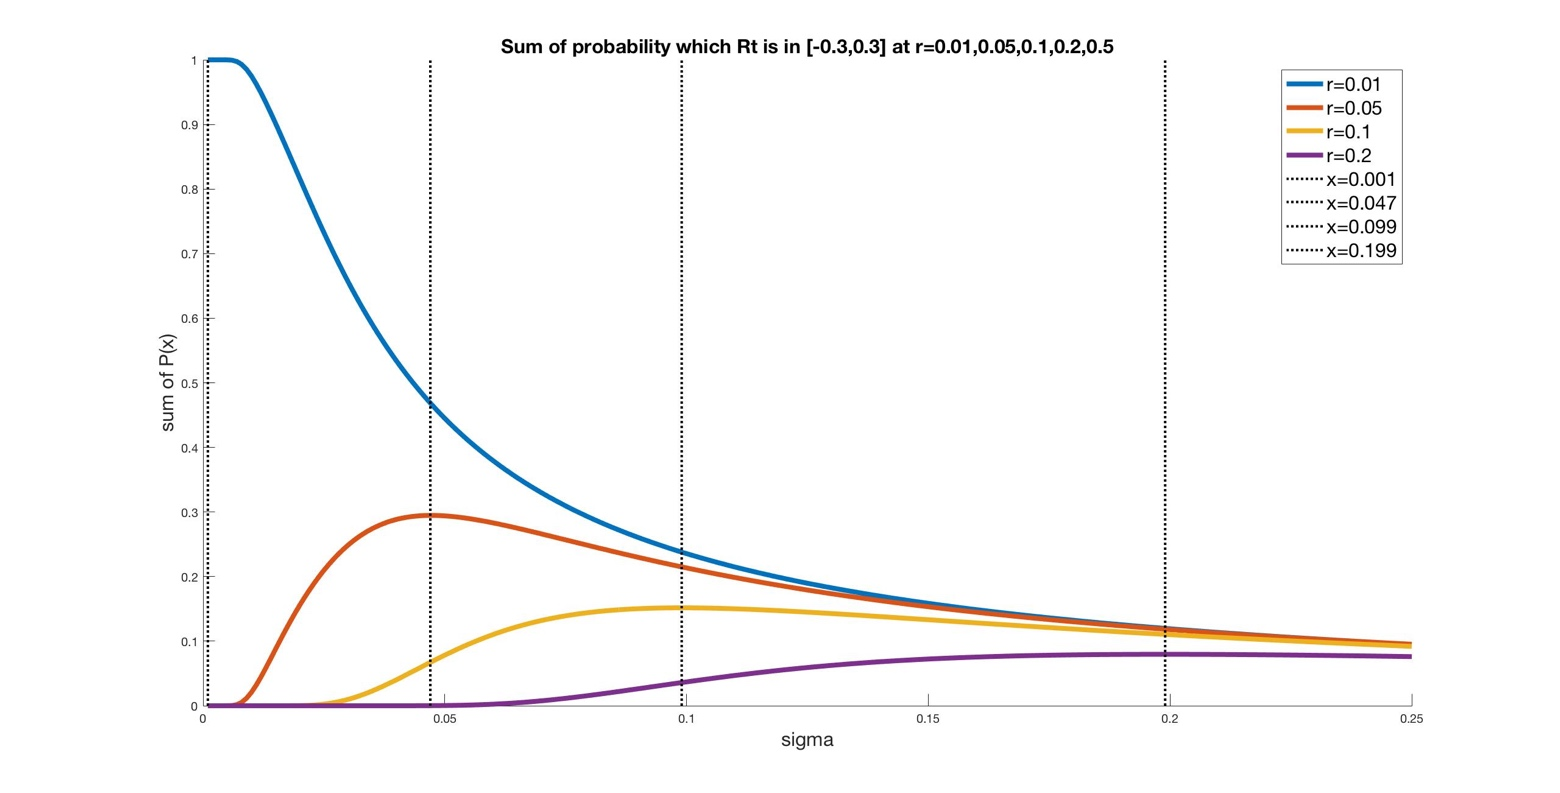 Sum of probability which Rt is in [-0.3,0.3] at r=0.01,0.05,0.1,0.2,0.5
1
0.9
0.8
0.7
0.6
0.5
0.4
0.3
0.2
0.1
0
sum of P(x)
r=0.01
r=0.05
r=0.1
r=0.2
x=0.001
x=0.047
x=0.099
x=0.199
0 0.05 0.1 0.15 0.2 0.25
sigma